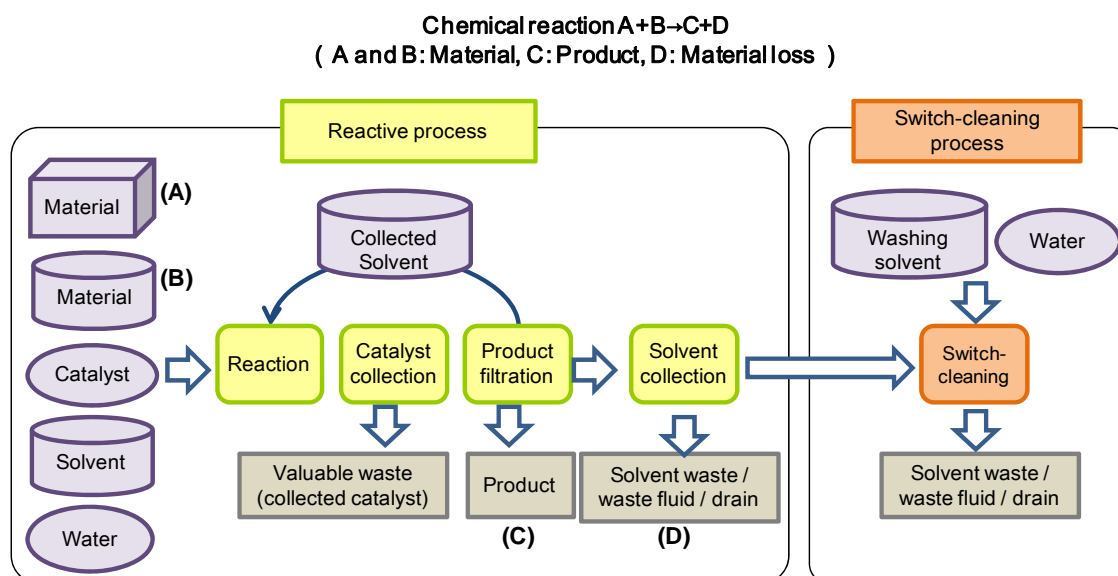 Chemical reaction A+B→C+D
( A and B: Material, C: Product, D: Material loss )
Reactive process
Switch-cleaning
process
Material
(A)
Material
(B)
Catalyst
Solvent
Water
Collected
Solvent
Reaction
Catalyst
collection
Product
filtration
Solvent
collection
Valuable waste
(collected catalyst)
Product
(C)
Solvent waste /
waste fluid / drain
(D)
Washing
solvent
Water
Switch-
cleaning
Solvent waste /
waste fluid / drain